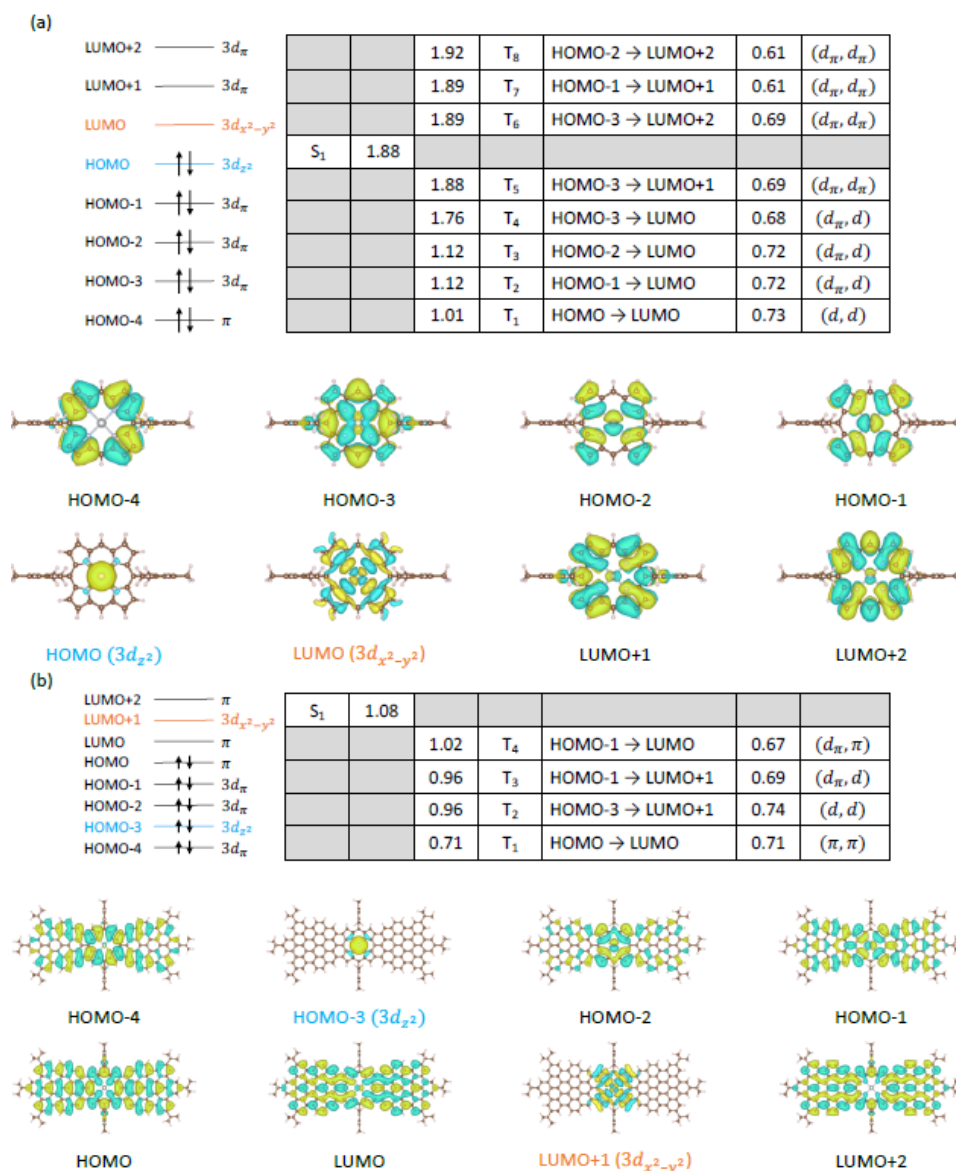 (a)
LUMO+2 3dπ
LUMO+1 3dπ
LUMO 3dx²−y²
HOMO 3dz²
HOMO-1 3dπ
HOMO-2 3dπ
HOMO-3 3dπ
HOMO-4 π
1.92 T₈ HOMO-2 → LUMO+2 0.61 (dπ, dπ)
1.89 T₇ HOMO-1 → LUMO+1 0.61 (dπ, dπ)
1.89 T₆ HOMO-3 → LUMO+2 0.69 (dπ, dπ)
S₁ 1.88
1.88 T₅ HOMO-3 → LUMO+1 0.69 (dπ, dπ)
1.76 T₄ HOMO-3 → LUMO 0.68 (dπ, d)
1.12 T₃ HOMO-2 → LUMO 0.72 (dπ, d)
1.12 T₂ HOMO-1 → LUMO 0.72 (dπ, d)
1.01 T₁ HOMO → LUMO 0.73 (d, d)
HOMO-4 HOMO-3 HOMO-2 HOMO-1
HOMO (3dz²) LUMO (3dx²−y²) LUMO+1 LUMO+2
(b)
LUMO+2 π
LUMO+1 3dx²−y²
LUMO π
HOMO π
HOMO-1 3dπ
HOMO-2 3dπ
HOMO-3 3dz²
HOMO-4 3dπ
S₁ 1.08
1.02 T₄ HOMO-1 → LUMO 0.67 (dπ, π)
0.96 T₃ HOMO-1 → LUMO+1 0.69 (dπ, d)
0.96 T₂ HOMO-3 → LUMO+1 0.74 (d, d)
0.71 T₁ HOMO → LUMO 0.71 (π, π)
HOMO-4 HOMO-3 (3dz²) HOMO-2 HOMO-1
HOMO LUMO LUMO+1 (3dx²−y²) LUMO+2